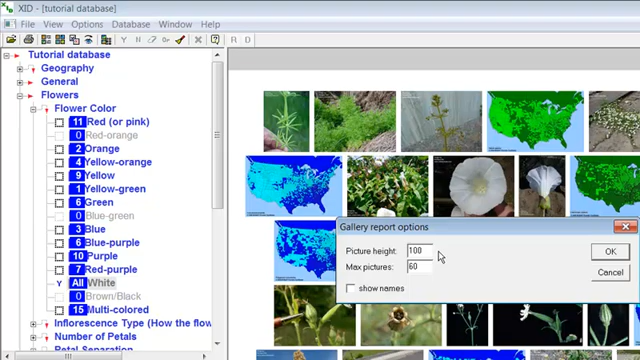 XID - [tutorial database]
File View Options Database Window Help
Y N R D
Tutorial database
Geography
General
Flowers
Flower Color
11 Red (or pink)
0 Red-orange
2 Orange
4 Yellow-orange
9 Yellow
1 Yellow-green
6 Green
0 Blue-green
3 Blue
6 Blue-purple
10 Purple
7 Red-purple
Y All White
0 Brown/Black
15 Multi-colored
Inflorescence Type (How the flow
Number of Petals
Petal Separation
Gallery report options
Picture height: 100
Max pictures: 60
show names
OK
Cancel